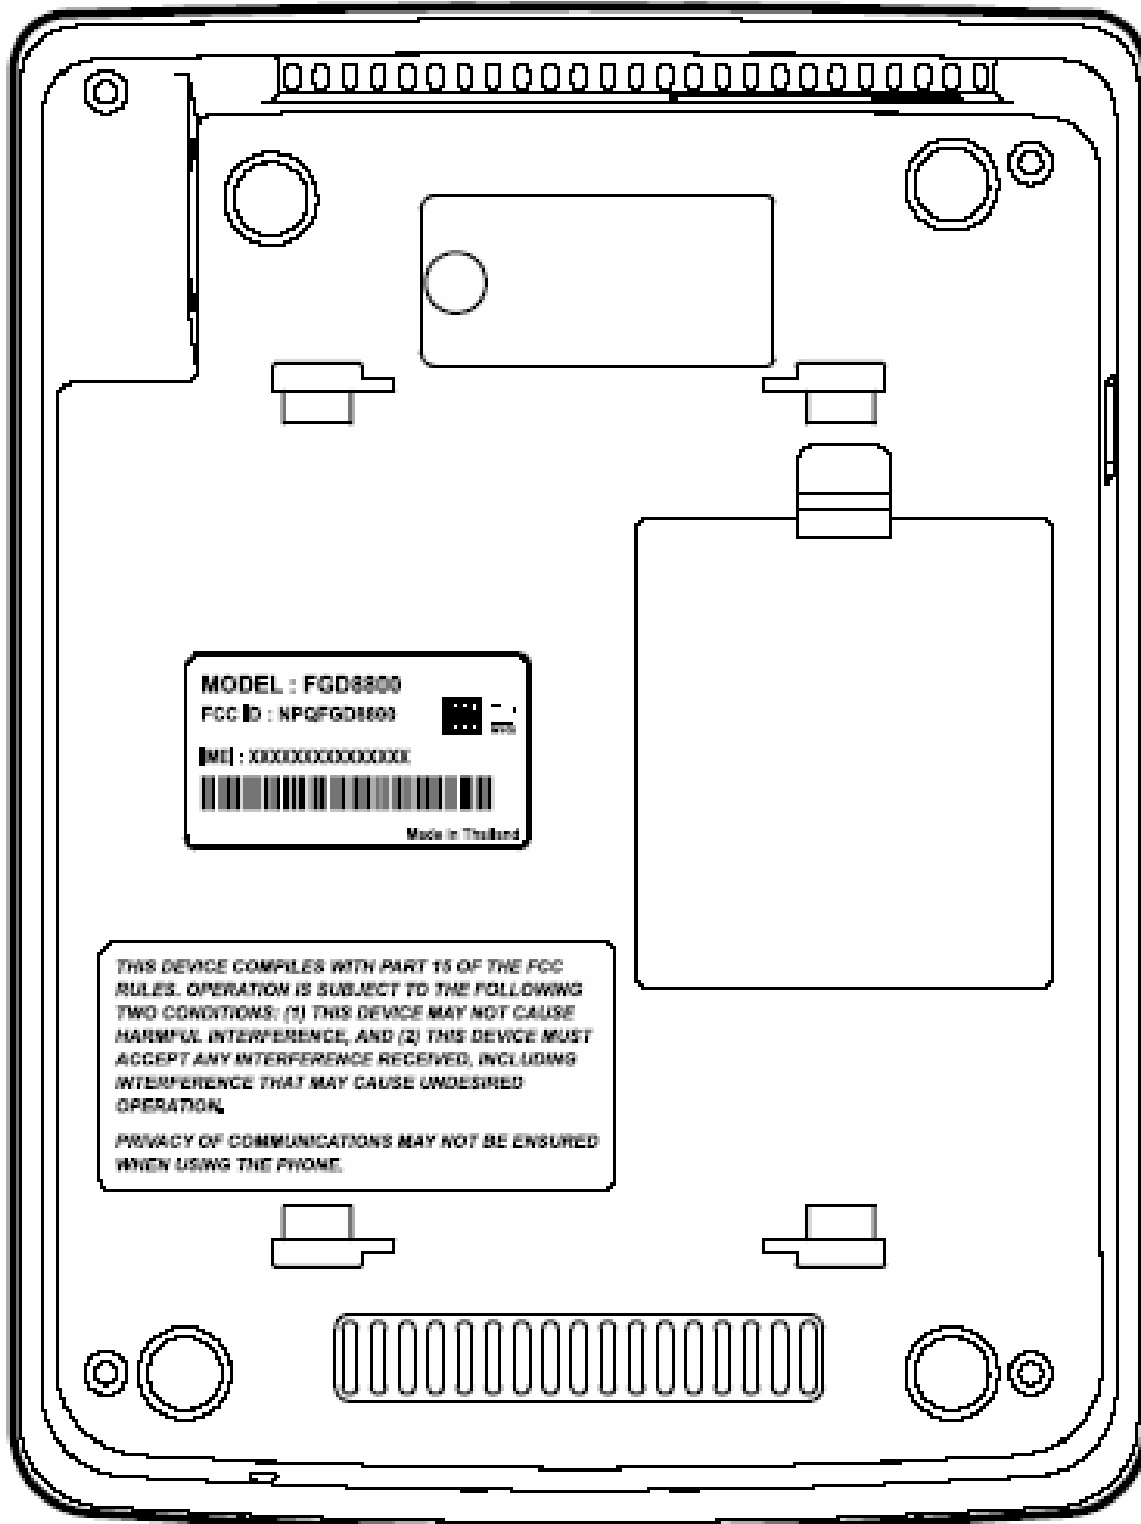 MODEL : FGD8800
FCC ID : NPQFGD8800
IMEI : XXXXXXXXXXXXXXX
Made in Thailand
THIS DEVICE COMPILES WITH PART 15 OF THE FCC
RULES. OPERATION IS SUBJECT TO THE FOLLOWING
TWO CONDITIONS: (1) THIS DEVICE MAY NOT CAUSE
HARMFUL INTERFERENCE, AND (2) THIS DEVICE MUST
ACCEPT ANY INTERFERENCE RECEIVED, INCLUDING
INTERFERENCE THAT MAY CAUSE UNDESIRED
OPERATION.
PRIVACY OF COMMUNICATIONS MAY NOT BE ENSURED
WHEN USING THE PHONE.